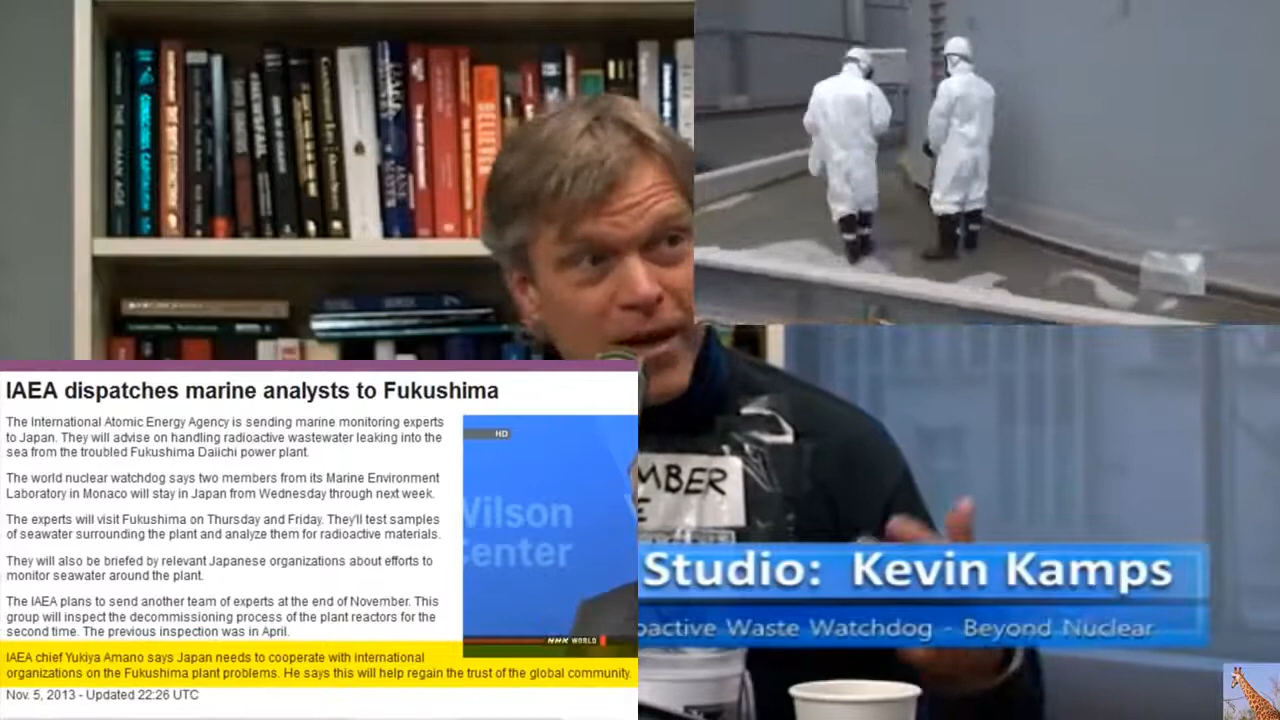 THE HUMAN AGE
BELIEVER
IAEA dispatches marine analysts to Fukushima
The International Atomic Energy Agency is sending marine monitoring experts
to Japan. They will advise on handling radioactive wastewater leaking into the
sea from the troubled Fukushima Daiichi power plant.
The world nuclear watchdog says two members from its Marine Environment
Laboratory in Monaco will stay in Japan from Wednesday through next week.
The experts will visit Fukushima on Thursday and Friday. They'll test samples
of seawater surrounding the plant and analyze them for radioactive materials.
They will also be briefed by relevant Japanese organizations about efforts to
monitor seawater around the plant.
The IAEA plans to send another team of experts at the end of November. This
group will inspect the decommissioning process of the plant reactors for the
second time. The previous inspection was in April.
IAEA chief Yukiya Amano says Japan needs to cooperate with international
organizations on the Fukushima plant problems. He says this will help regain the trust of the global community.
Nov. 5, 2013 - Updated 22:26 UTC
HD
Wilson
Center
NHK WORLD
MBER
E
Studio: Kevin Kamps
oactive Waste Watchdog - Beyond Nuclear